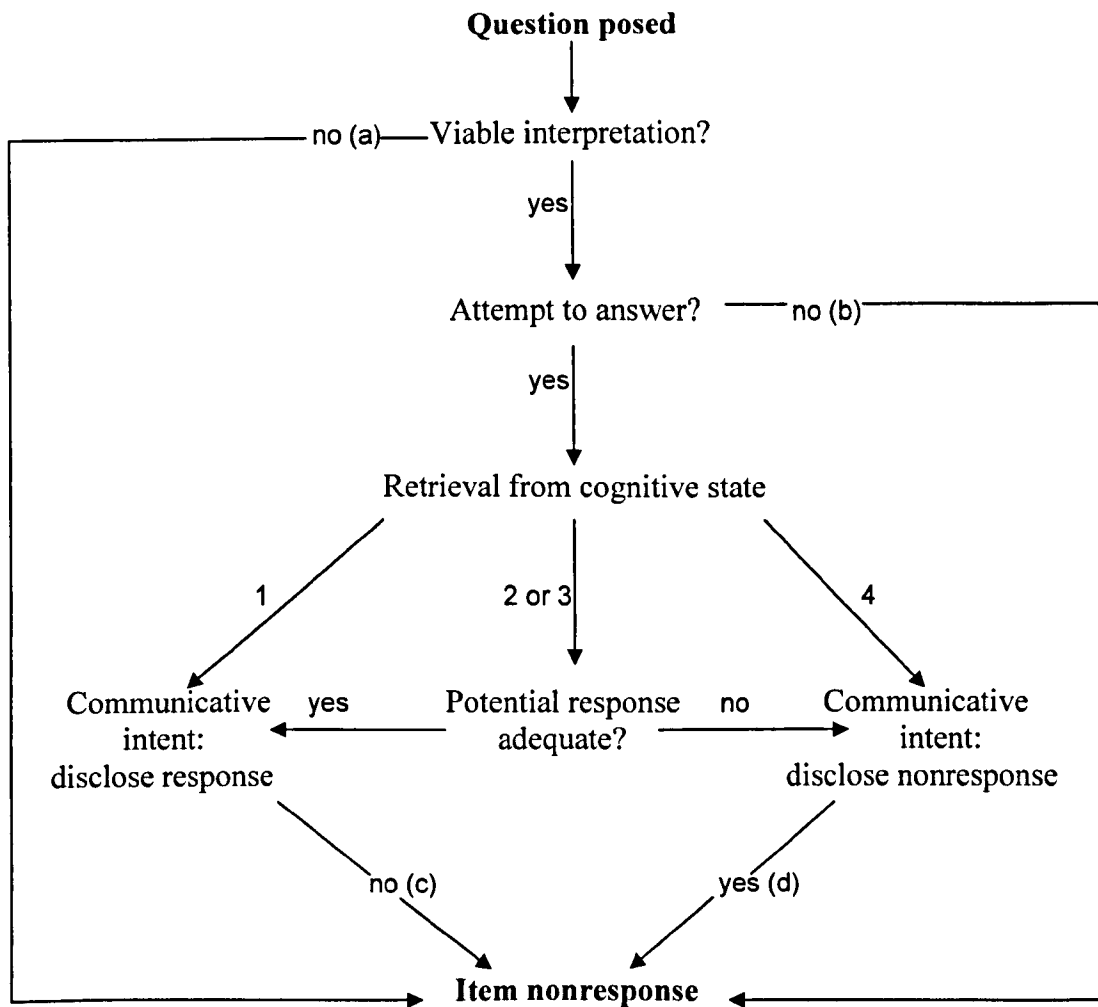 Question posed
no (a)
Viable interpretation?
yes
Attempt to answer?
no (b)
yes
Retrieval from cognitive state
1
2 or 3
4
Communicative
intent:
disclose response
yes
Potential response
adequate?
no
Communicative
intent:
disclose nonresponse
no (c)
yes (d)
Item nonresponse